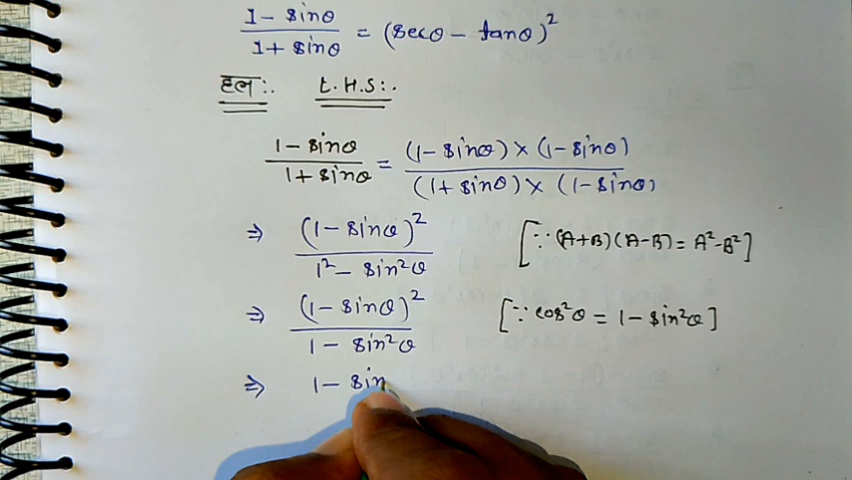 1 - sinθ / 1 + sinθ = (secθ - tanθ)²
हल:. L.H.S:.
1 - sinθ / 1 + sinθ = (1 - sinθ) × (1 - sinθ) / (1 + sinθ) × (1 - sinθ)
⇒ (1 - sinθ)² / 1² - sin²θ [∵ (A+B)(A-B) = A² - B²]
⇒ (1 - sinθ)² / 1 - sin²θ [∵ cos²θ = 1 - sin²θ]
⇒ 1 - sin